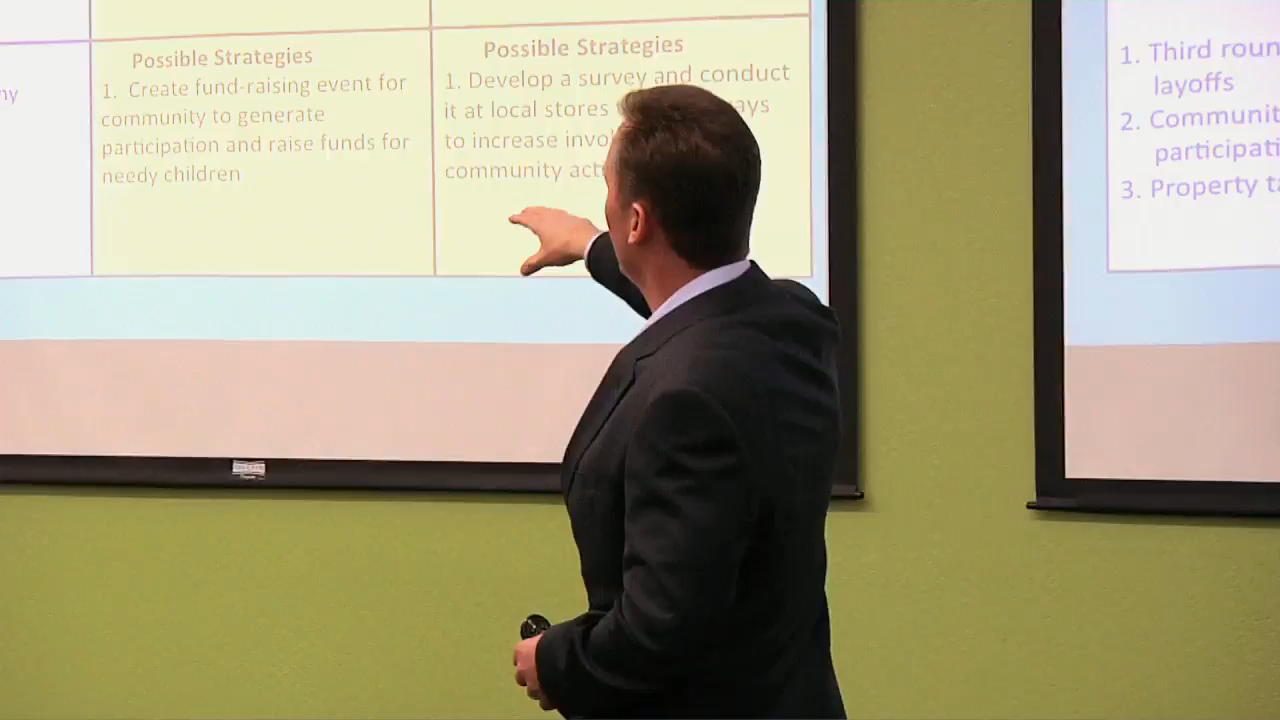 ny
Possible Strategies
1. Create fund-raising event for
community to generate
participation and raise funds for
needy children
Possible Strategies
1. Develop a survey and conduct
it at local stores
to increase
community
1. Third
layoffs
2.
3. Property